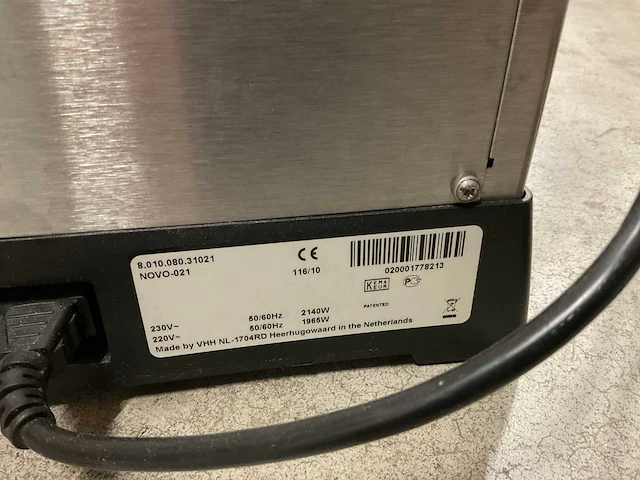 8.010.080.31021
NOVO-021
CE
116/10
020001778213
KEMA
KEUR
PATENTED
230V~ 50/60Hz 2140W
220V~ 50/60Hz 1965W
Made by VHH NL-1704RD Heerhugowaard in the Netherlands